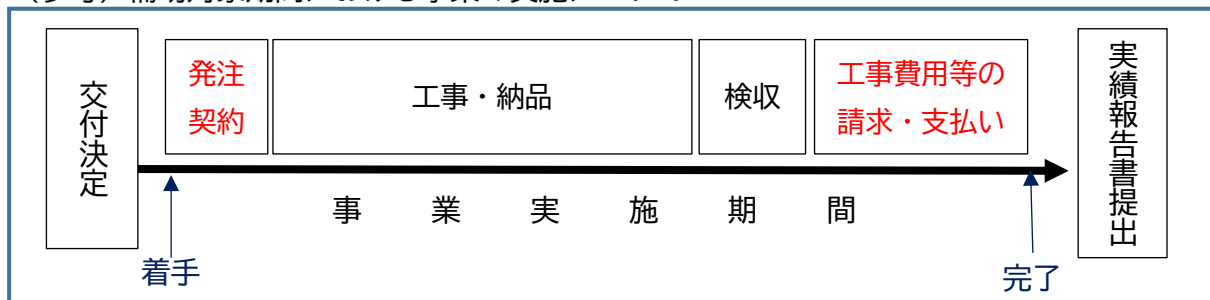 交付決定
発注
契約
工事・納品
検収
工事費用等の
請求・支払い
実績報告書提出
事業実施期間
着手
完了